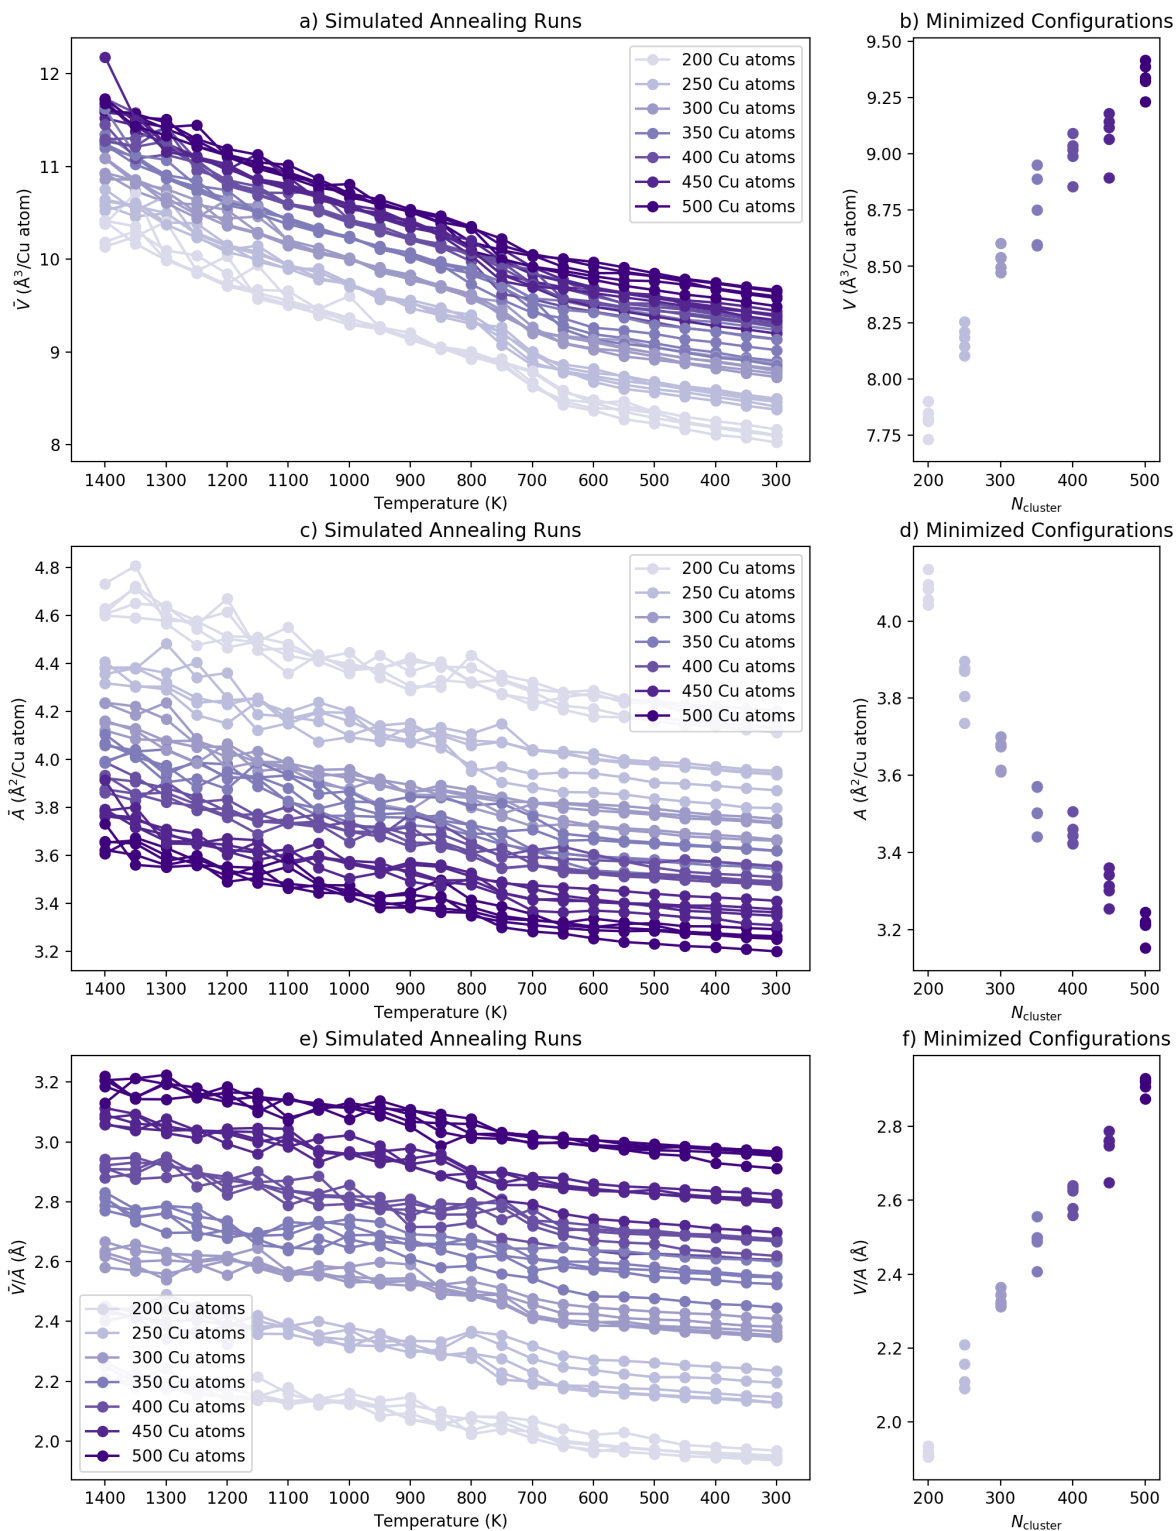 a) Simulated Annealing Runs
b) Minimized Configurations
V̄ (Å³/Cu atom)
12
11
10
9
8
200 Cu atoms
250 Cu atoms
300 Cu atoms
350 Cu atoms
400 Cu atoms
450 Cu atoms
500 Cu atoms
1400 1300 1200 1100 1000 900 800 700 600 500 400 300
Temperature (K)
V (Å³/Cu atom)
9.50
9.25
9.00
8.75
8.50
8.25
8.00
7.75
200 300 400 500
N_cluster
c) Simulated Annealing Runs
d) Minimized Configurations
Ā (Å²/Cu atom)
4.8
4.6
4.4
4.2
4.0
3.8
3.6
3.4
3.2
200 Cu atoms
250 Cu atoms
300 Cu atoms
350 Cu atoms
400 Cu atoms
450 Cu atoms
500 Cu atoms
1400 1300 1200 1100 1000 900 800 700 600 500 400 300
Temperature (K)
A (Å²/Cu atom)
4.0
3.8
3.6
3.4
3.2
200 300 400 500
N_cluster
e) Simulated Annealing Runs
f) Minimized Configurations
V̄/Ā (Å)
3.2
3.0
2.8
2.6
2.4
2.2
2.0
200 Cu atoms
250 Cu atoms
300 Cu atoms
350 Cu atoms
400 Cu atoms
450 Cu atoms
500 Cu atoms
1400 1300 1200 1100 1000 900 800 700 600 500 400 300
Temperature (K)
V/A (Å)
2.8
2.6
2.4
2.2
2.0
200 300 400 500
N_cluster